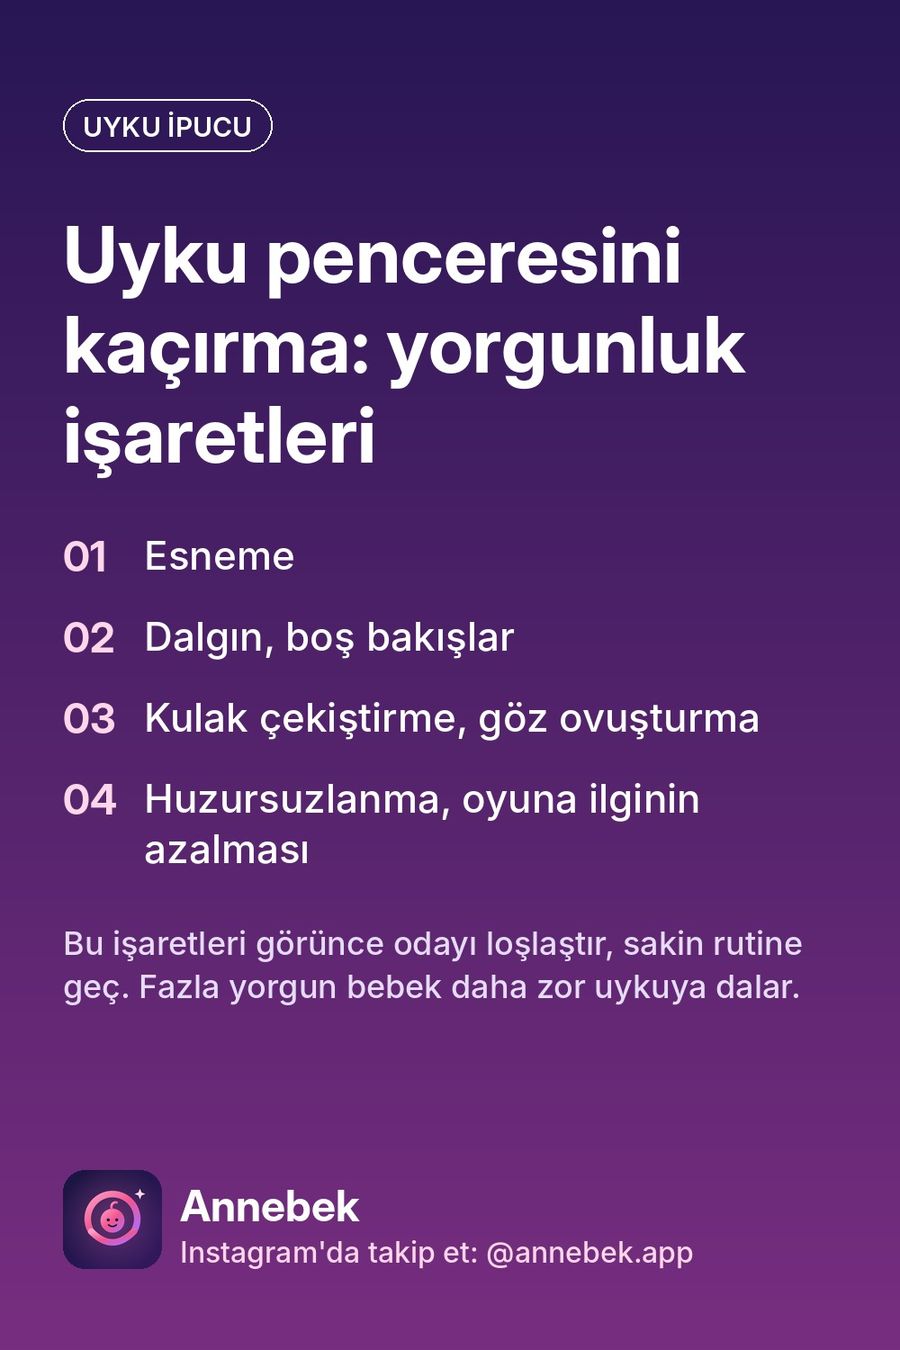 UYKU İPUCU
Uyku penceresini
kaçırma: yorgunluk
işaretleri
01 Esneme
02 Dalgın, boş bakışlar
03 Kulak çekiştirme, göz ovuşturma
04 Huzursuzlanma, oyuna ilginin
azalması
Bu işaretleri görünce odayı loşlaştır, sakin rutine
geç. Fazla yorgun bebek daha zor uykuya dalar.
Annebek
Instagram'da takip et: @annebek.app